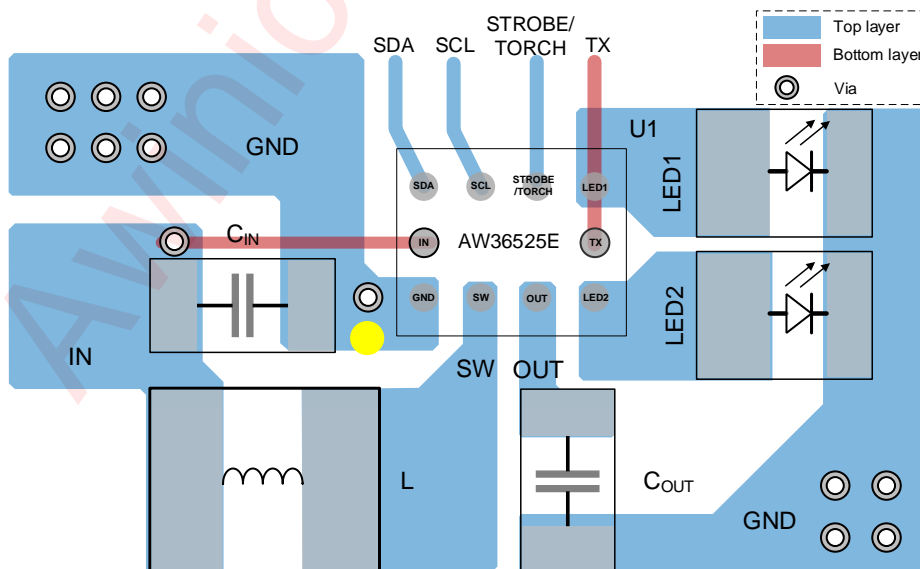 STROBE/
SDA SCL TORCH TX
Top layer
Bottom layer
Via
GND
U1
LED1
SDA SCL STROBE LED1
/TORCH
CIN
IN AW36525E TX
GND SW OUT LED2
LED2
IN
SW OUT
L
COUT
GND
Awinic